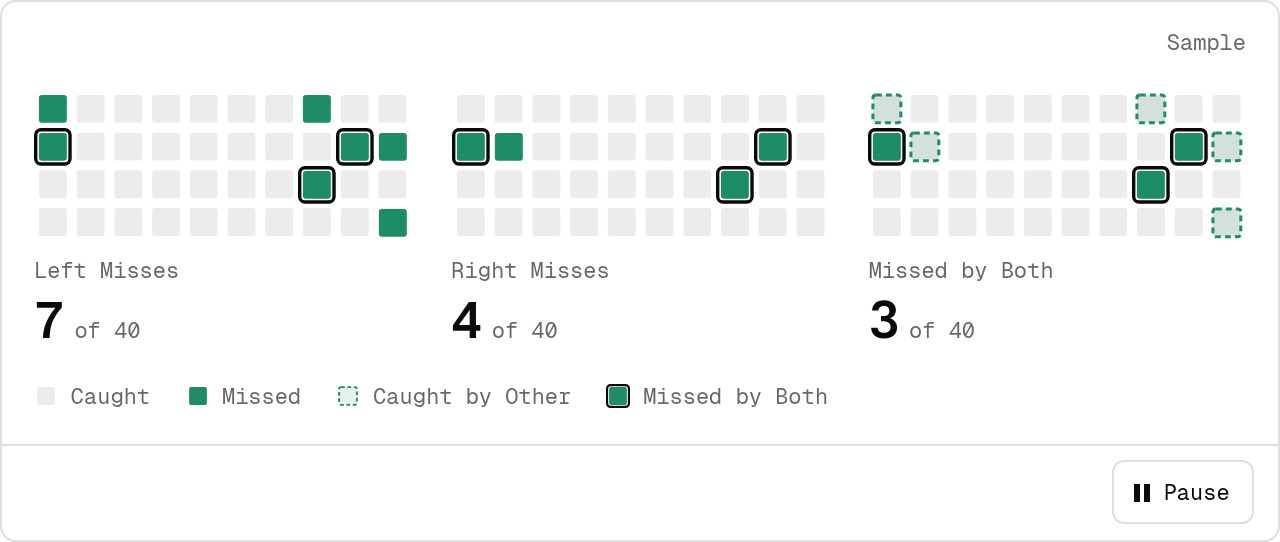 Sample
Left Misses
7 of 40
Right Misses
4 of 40
Missed by Both
3 of 40
Caught
Missed
Caught by Other
Missed by Both
Pause